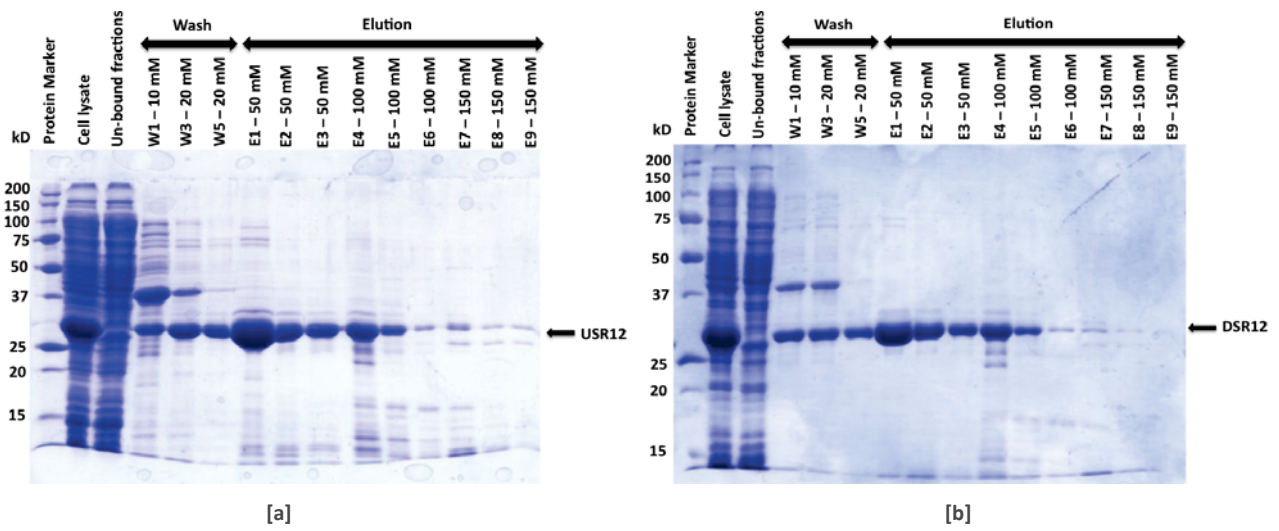 Wash
Elution
kD
Protein Marker
Cell lysate
Un-bound fractions
W1 – 10 mM
W3 – 20 mM
W5 – 20 mM
E1 – 50 mM
E2 – 50 mM
E3 – 50 mM
E4 – 100 mM
E5 – 100 mM
E6 – 100 mM
E7 – 150 mM
E8 – 150 mM
E9 – 150 mM
200
150
100
75
50
37
25
20
15
USR12
[a]
Wash
Elution
kD
Protein Marker
Cell lysate
Un-bound fractions
W1 – 10 mM
W3 – 20 mM
W5 – 20 mM
E1 – 50 mM
E2 – 50 mM
E3 – 50 mM
E4 – 100 mM
E5 – 100 mM
E6 – 100 mM
E7 – 150 mM
E8 – 150 mM
E9 – 150 mM
200
150
100
75
50
37
25
20
15
DSR12
[b]